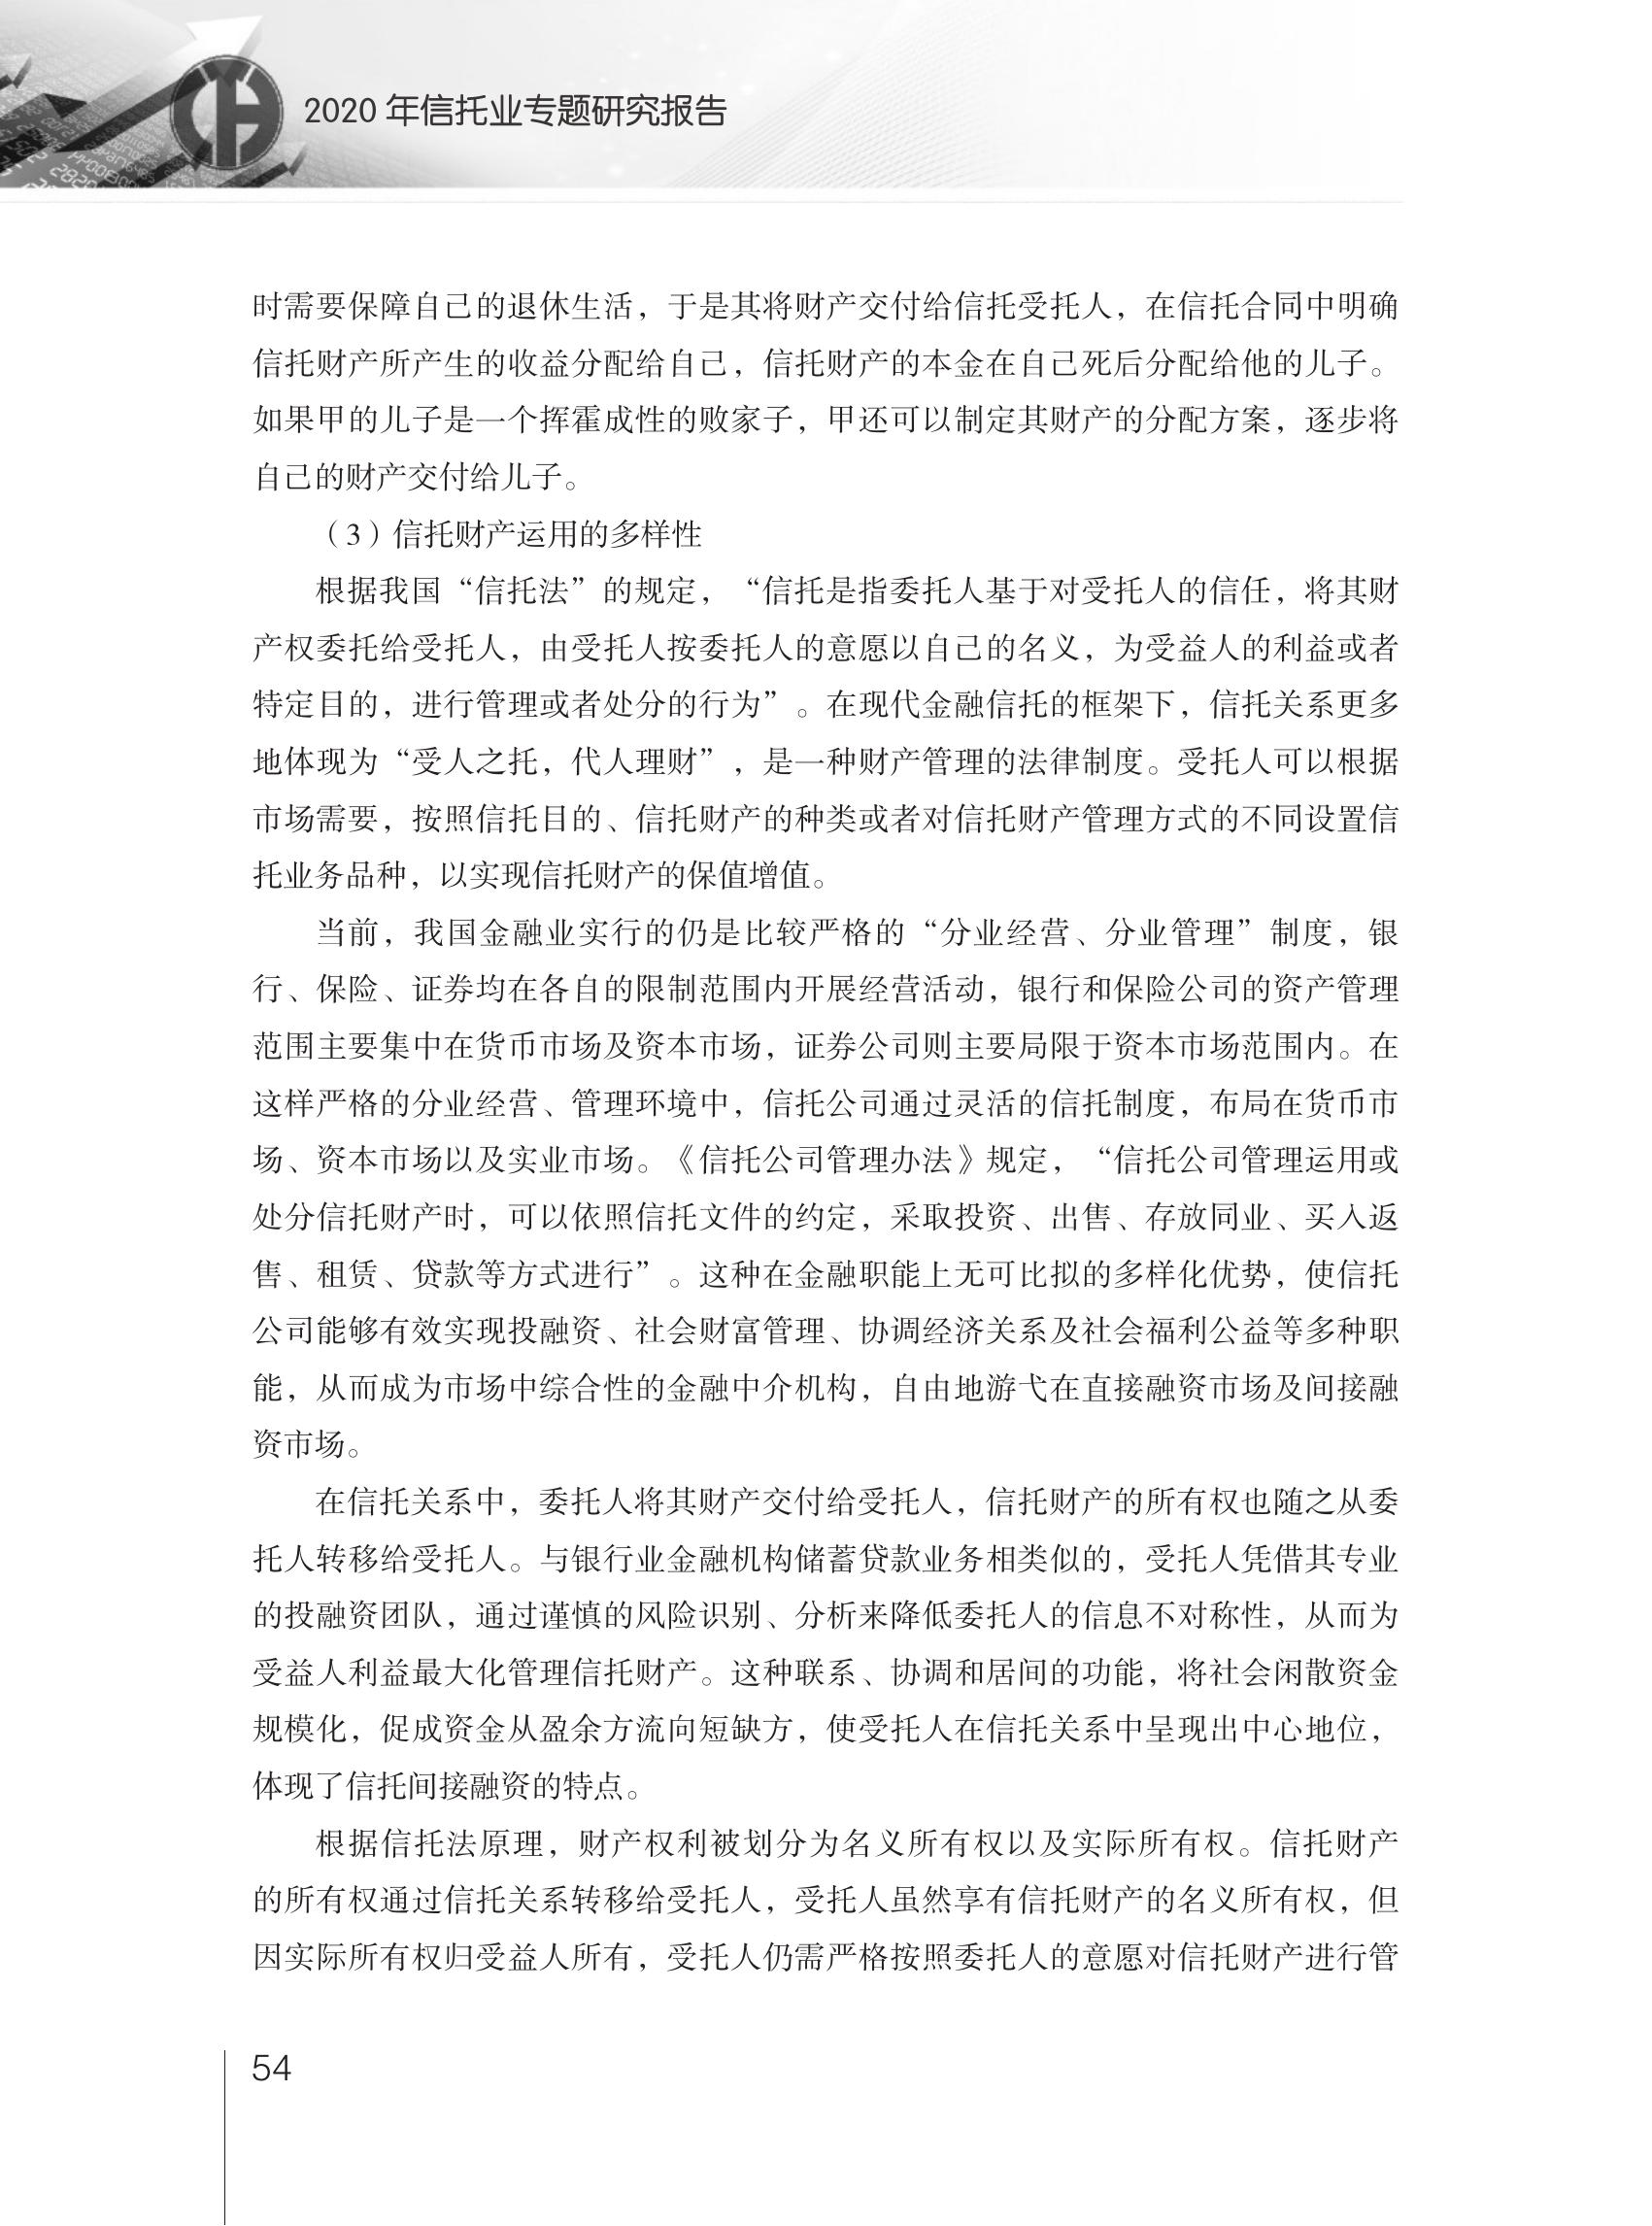 2020 年信托业专题研究报告
时需要保障自己的退休生活，于是其将财产交付给信托受托人，在信托合同中明确
信托财产所产生的收益分配给自己，信托财产的本金在自己死后分配给他的儿子。
如果甲的儿子是一个挥霍成性的败家子，甲还可以制定其财产的分配方案，逐步将
自己的财产交付给儿子。
（3）信托财产运用的多样性
根据我国“信托法”的规定，“信托是指委托人基于对受托人的信任，将其财
产权委托给受托人，由受托人按委托人的意愿以自己的名义，为受益人的利益或者
特定目的，进行管理或者处分的行为”。在现代金融信托的框架下，信托关系更多
地体现为“受人之托，代人理财”，是一种财产管理的法律制度。受托人可以根据
市场需要，按照信托目的、信托财产的种类或者对信托财产管理方式的不同设置信
托业务品种，以实现信托财产的保值增值。
当前，我国金融业实行的仍是比较严格的“分业经营、分业管理”制度，银
行、保险、证券均在各自的限制范围内开展经营活动，银行和保险公司的资产管理
范围主要集中在货币市场及资本市场，证券公司则主要局限于资本市场范围内。在
这样严格的分业经营、管理环境中，信托公司通过灵活的信托制度，布局在货币市
场、资本市场以及实业市场。《信托公司管理办法》规定，“信托公司管理运用或
处分信托财产时，可以依照信托文件的约定，采取投资、出售、存放同业、买入返
售、租赁、贷款等方式进行”。这种在金融职能上无可比拟的多样化优势，使信托
公司能够有效实现投融资、社会财富管理、协调经济关系及社会福利公益等多种职
能，从而成为市场中综合性的金融中介机构，自由地游弋在直接融资市场及间接融
资市场。
在信托关系中，委托人将其财产交付给受托人，信托财产的所有权也随之从委
托人转移给受托人。与银行业金融机构储蓄贷款业务相类似的，受托人凭借其专业
的投融资团队，通过谨慎的风险识别、分析来降低委托人的信息不对称性，从而为
受益人利益最大化管理信托财产。这种联系、协调和居间的功能，将社会闲散资金
规模化，促成资金从盈余方流向短缺方，使受托人在信托关系中呈现出中心地位，
体现了信托间接融资的特点。
根据信托法原理，财产权利被划分为名义所有权以及实际所有权。信托财产
的所有权通过信托关系转移给受托人，受托人虽然享有信托财产的名义所有权，但
因实际所有权归受益人所有，受托人仍需严格按照委托人的意愿对信托财产进行管
54